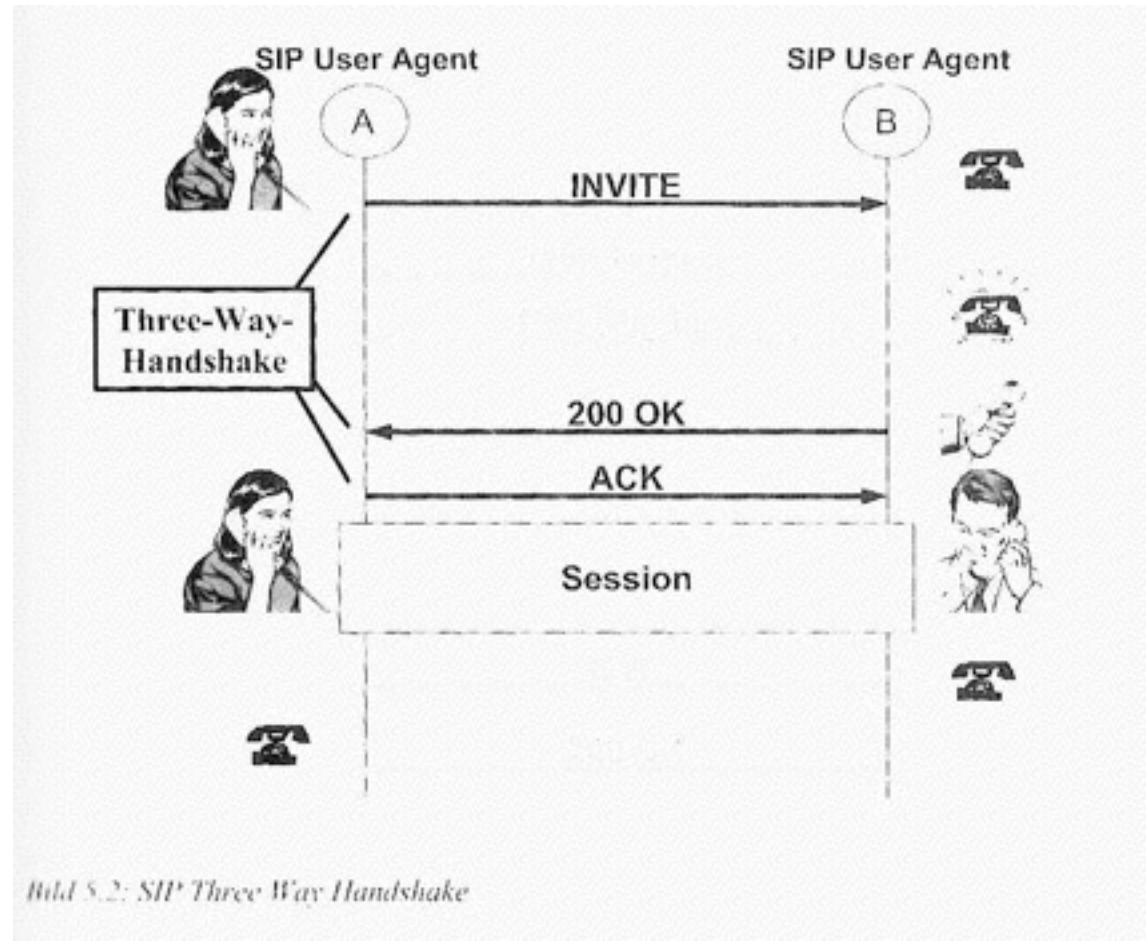 SIP User Agent
SIP User Agent
A
B
INVITE
Three-Way-
Handshake
200 OK
ACK
Session
Bild 5.2: SIP Three Way Handshake